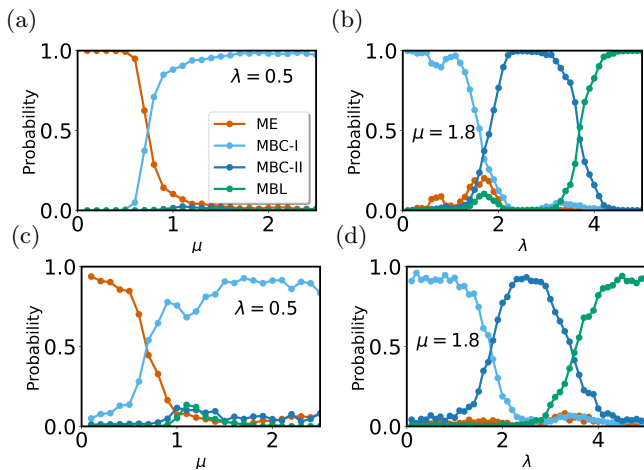 (a)
(b)
1.0
0.5
0.0
Probability
λ = 0.5
ME
MBC-I
MBC-II
MBL
0
1
2
μ
1.0
0.5
0.0
Probability
μ = 1.8
0
2
4
λ
(c)
(d)
1.0
0.5
0.0
Probability
λ = 0.5
0
1
2
μ
1.0
0.5
0.0
Probability
μ = 1.8
0
2
4
λ